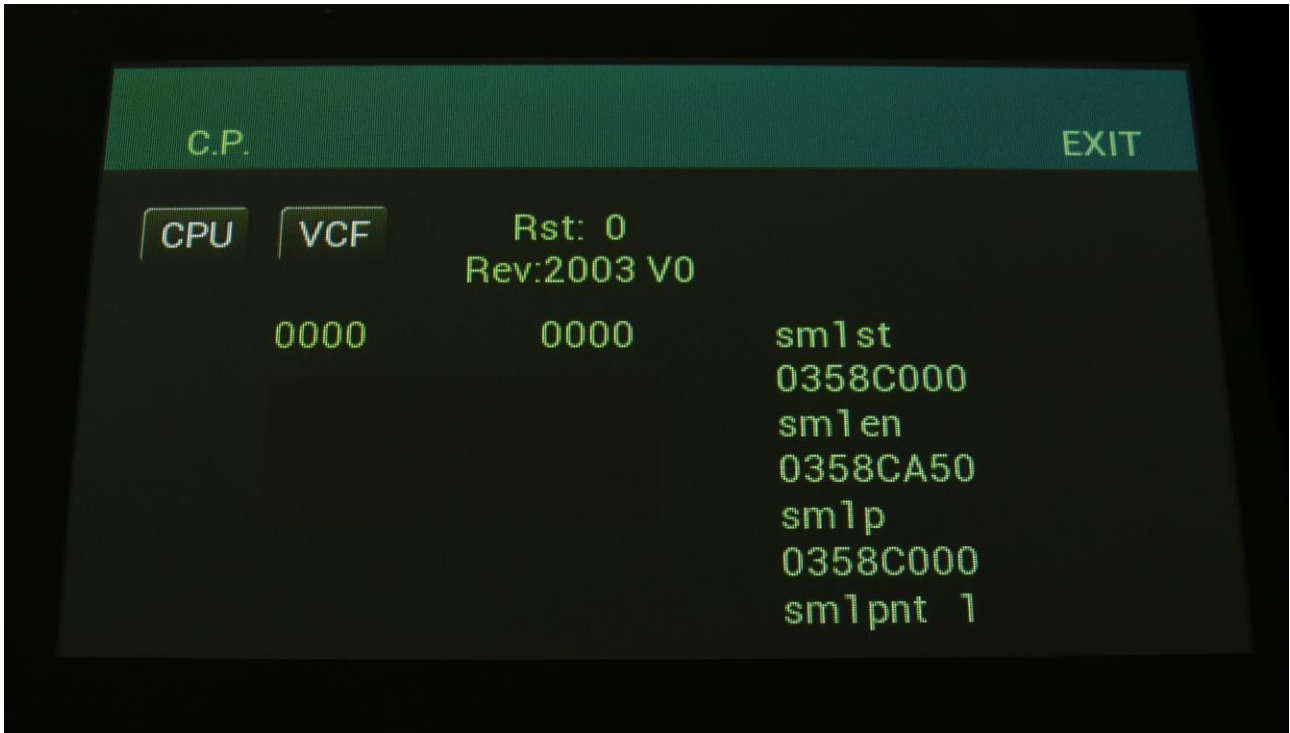 C.P. EXIT
CPU VCF Rst: 0
Rev:2003 V0
0000 0000 sm1st
0358C000
sm1en
0358CA50
sm1p
0358C000
sm1pnt 1